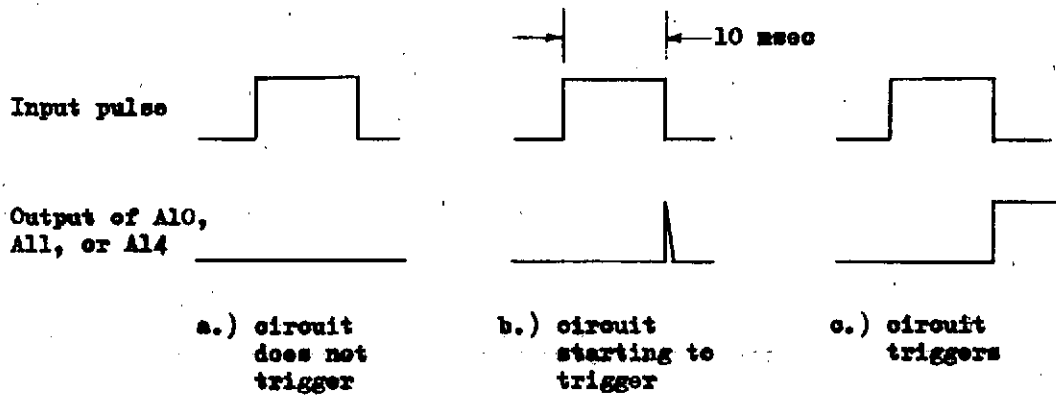 10 msec
Input pulse
Output of A10,
A11, or A14
a.) circuit
does not
trigger
b.) circuit
starting to
trigger
c.) circuit
triggers